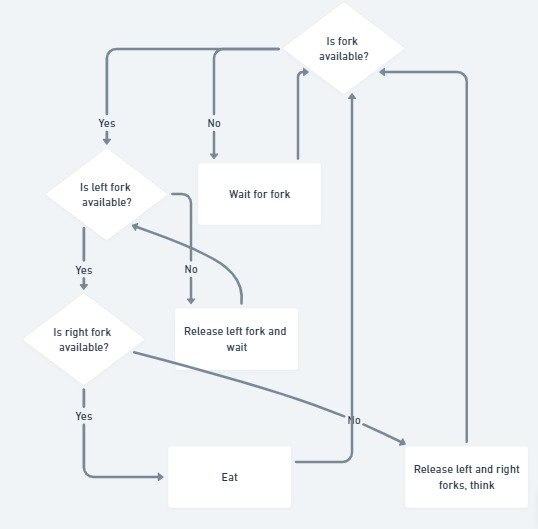 Is fork
available?
Yes
No
Is left fork
available?
Wait for fork
Yes
No
Is right fork
available?
Release left fork and
wait
Yes
No
Eat
Release left and right
forks, think